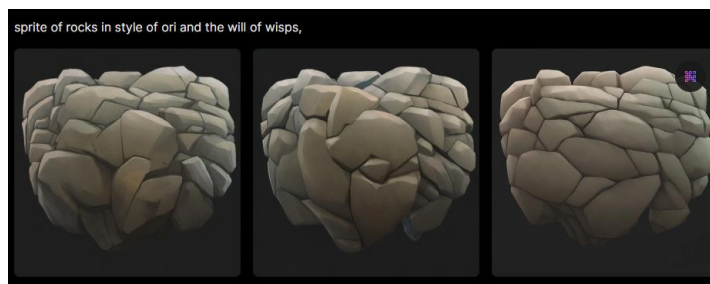 sprite of rocks in style of ori and the will of wisps,